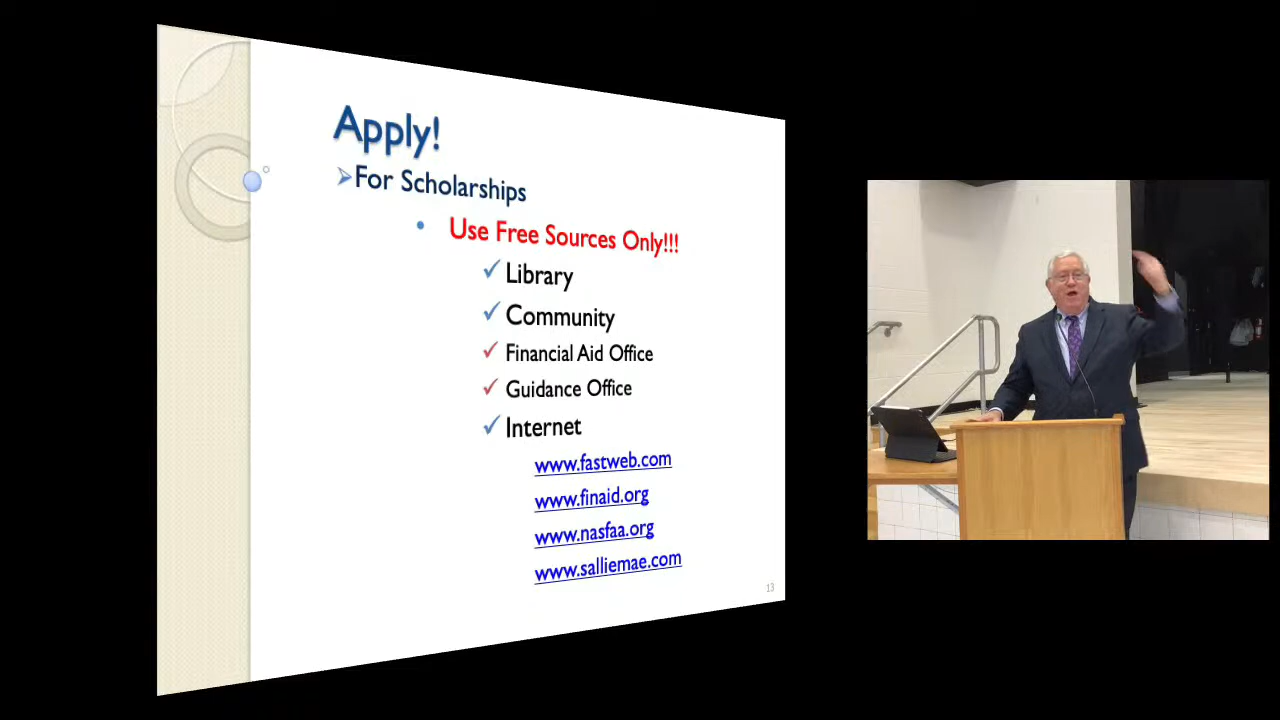 Apply!
For Scholarships
Use Free Sources Only!!!
Library
Community
Financial Aid Office
Guidance Office
Internet
www.fastweb.com
www.finaid.org
www.nasfaa.org
www.salliemae.com
13